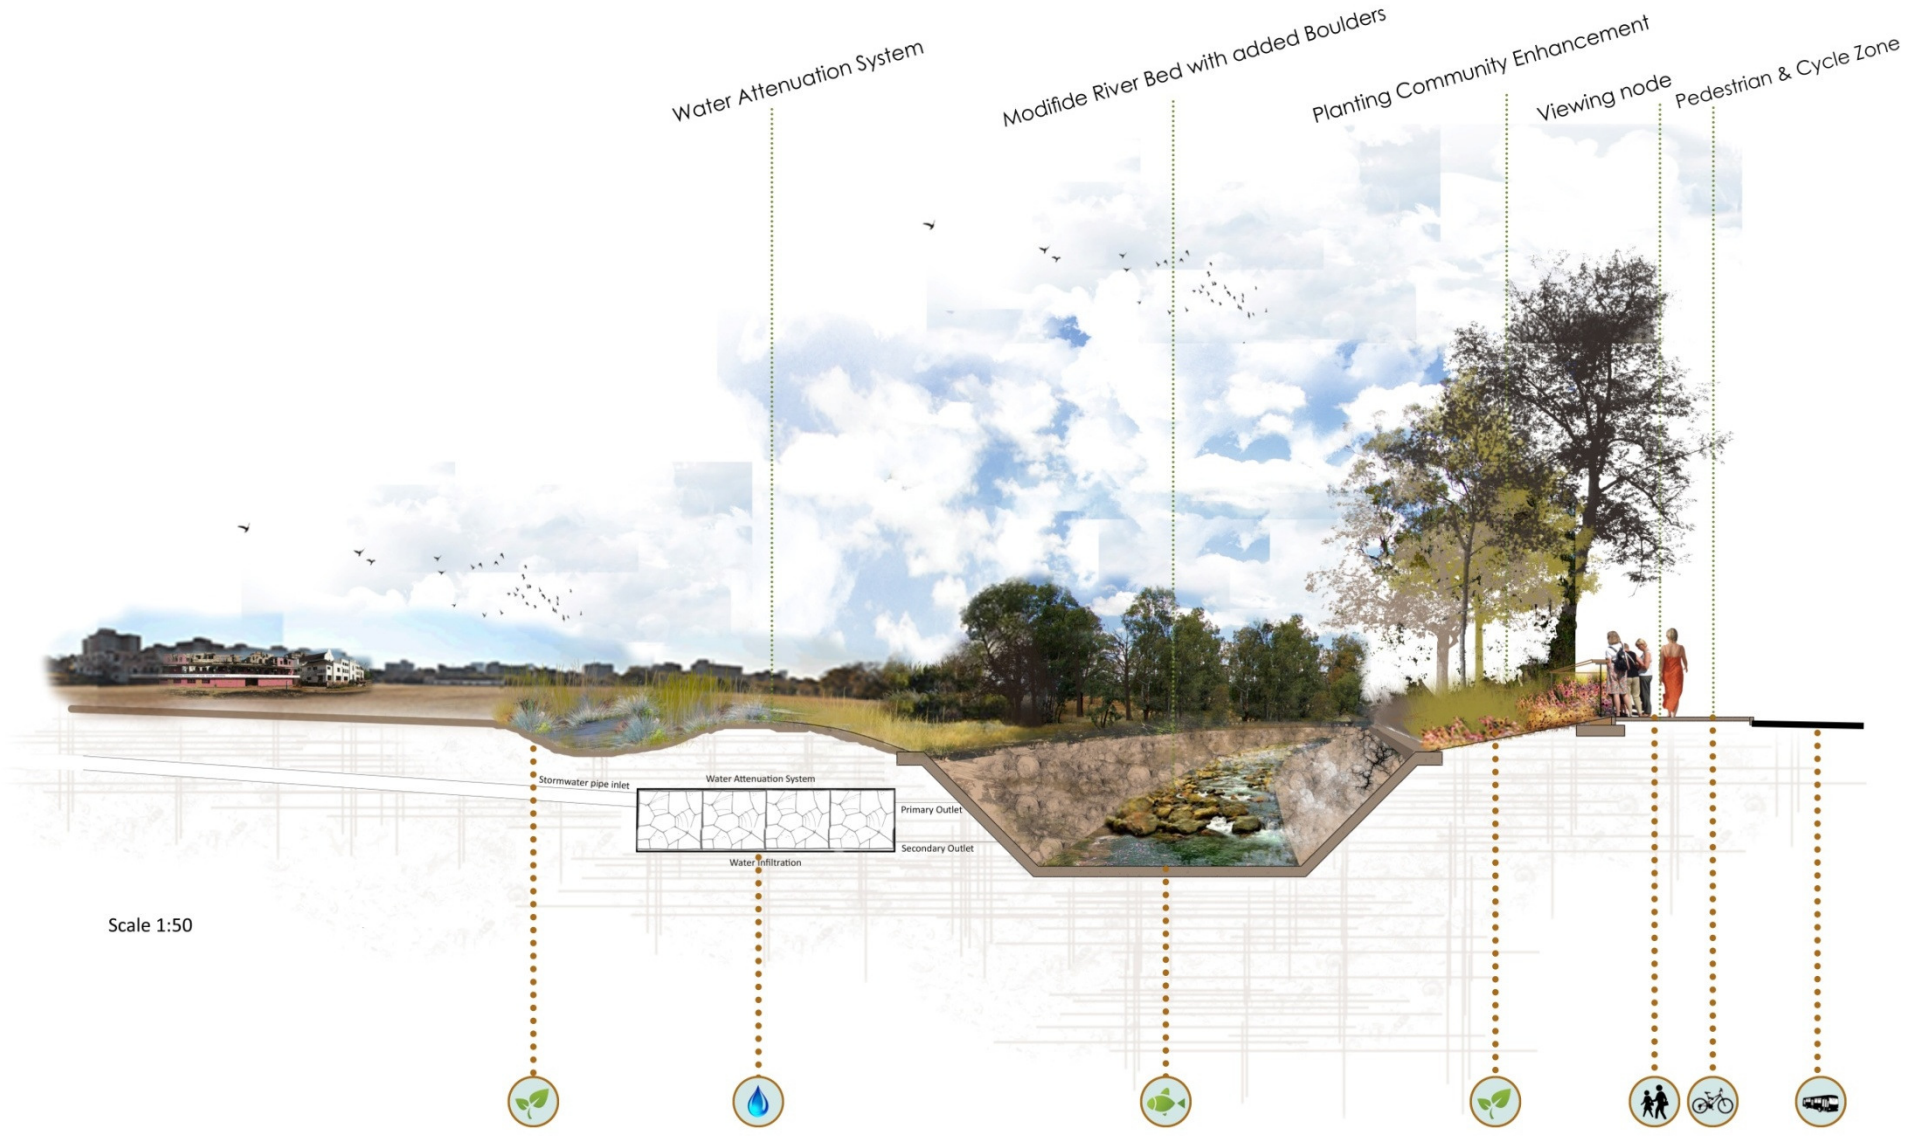 Water Attenuation System
Modifide River Bed with added Boulders
Planting Community Enhancement
Viewing node
Pedestrian & Cycle Zone
Stormwater pipe inlet
Water Attenuation System
Primary Outlet
Secondary Outlet
Water Infiltration
Scale 1:50